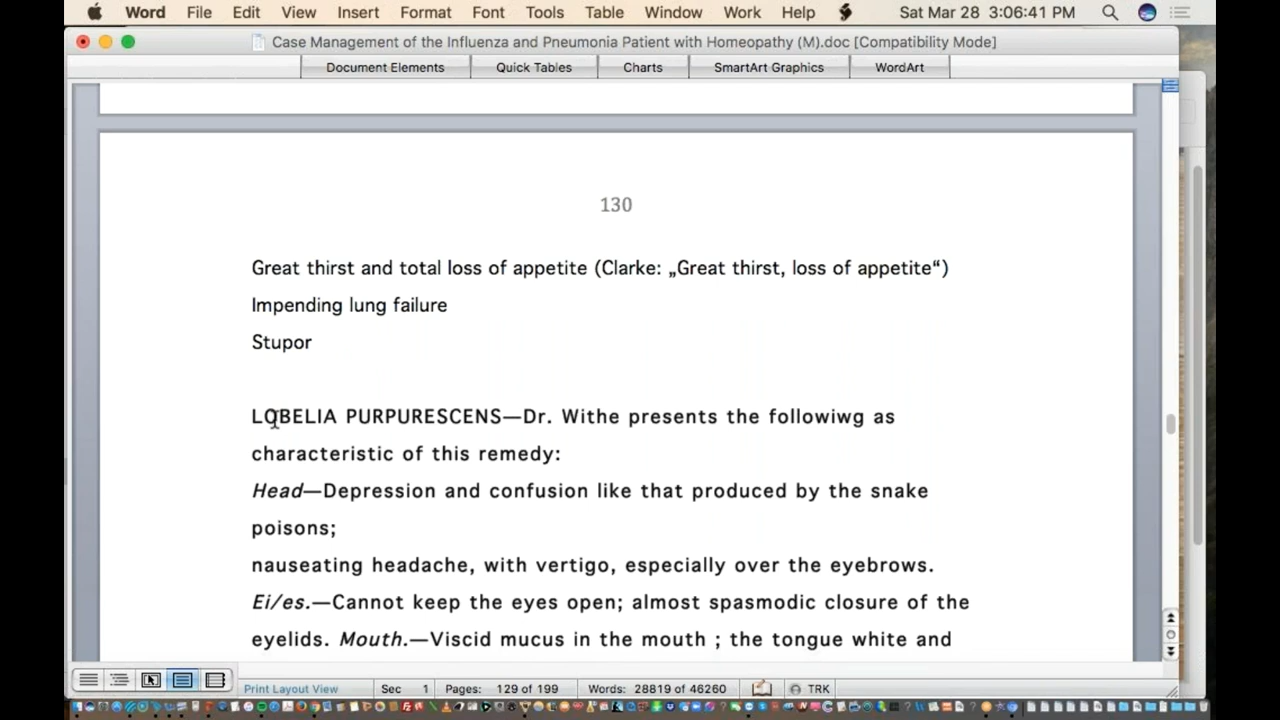 Word File Edit View Insert Format Font Tools Table Window Work Help Sat Mar 28 3:06:41 PM
Case Management of the Influenza and Pneumonia Patient with Homeopathy (M).doc [Compatibility Mode]
Document Elements Quick Tables Charts SmartArt Graphics WordArt
130
Great thirst and total loss of appetite (Clarke: „Great thirst, loss of appetite“)
Impending lung failure
Stupor
LOBELIA PURPURESCENS—Dr. Withe presents the followiwg as
characteristic of this remedy:
Head—Depression and confusion like that produced by the snake
poisons;
nauseating headache, with vertigo, especially over the eyebrows.
Ei/es.—Cannot keep the eyes open; almost spasmodic closure of the
eyelids. Mouth.—Viscid mucus in the mouth ; the tongue white and
Print Layout View Sec 1 Pages: 129 of 199 Words: 28819 of 46260 TRK